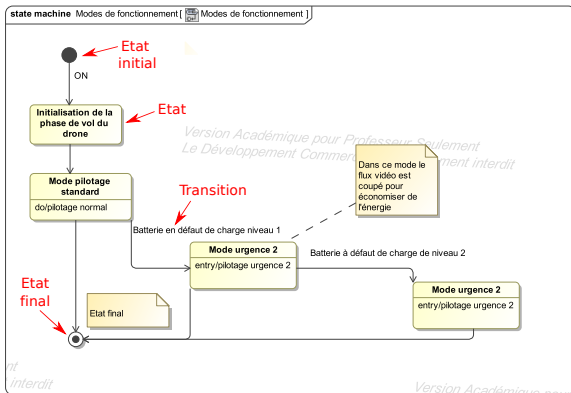 state machine Modes de fonctionnement [ Modes de fonctionnement ]
Etat
initial
ON
Initialisation de la
phase de vol du
drone
Etat
Version Académique pour Professeur Seulement
Le Développement Commer ment interdit
Dans ce mode le
flux vidéo est
coupé pour
économiser de
l'énergie
Mode pilotage
standard
do/pilotage normal
Transition
Batterie en défaut de charge niveau 1
Mode urgence 2
entry/pilotage urgence 2
Batterie à défaut de charge de niveau 2
Mode urgence 2
entry/pilotage urgence 2
Etat
final
Etat final
nt
interdit
Version Académique pour